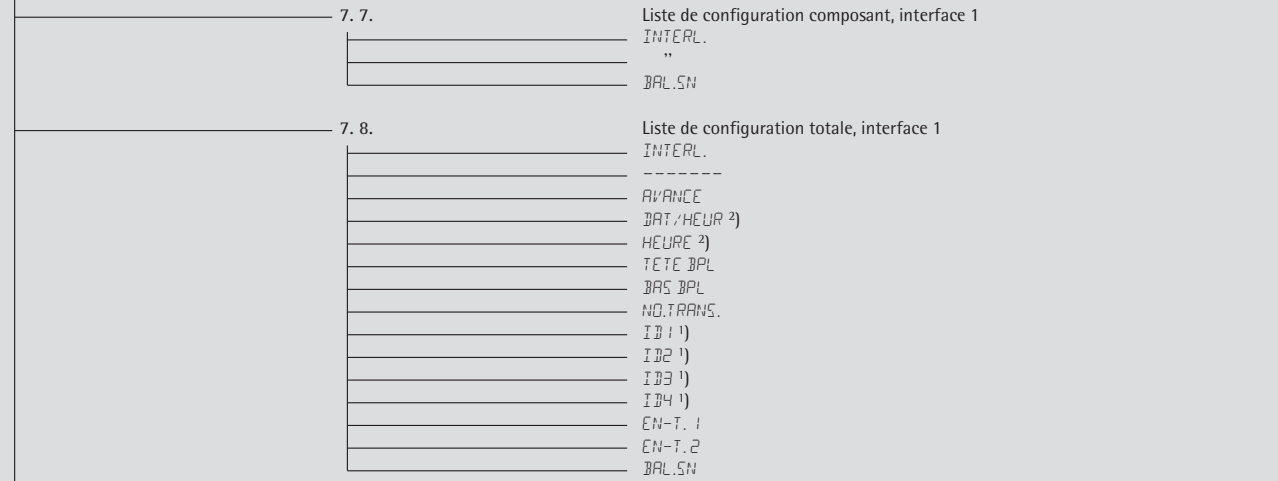 7. 7. Liste de configuration composant, interface 1
INTERL.
"
BAL.SN
7. 8. Liste de configuration totale, interface 1
INTERL.
-------
AVANCE
DAT/HEUR 2)
HEURE 2)
TETE BPL
BAS BPL
NO.TRANS.
ID1 1)
ID2 1)
ID3 1)
ID4 1)
EN-T. 1
EN-T. 2
BAL.SN